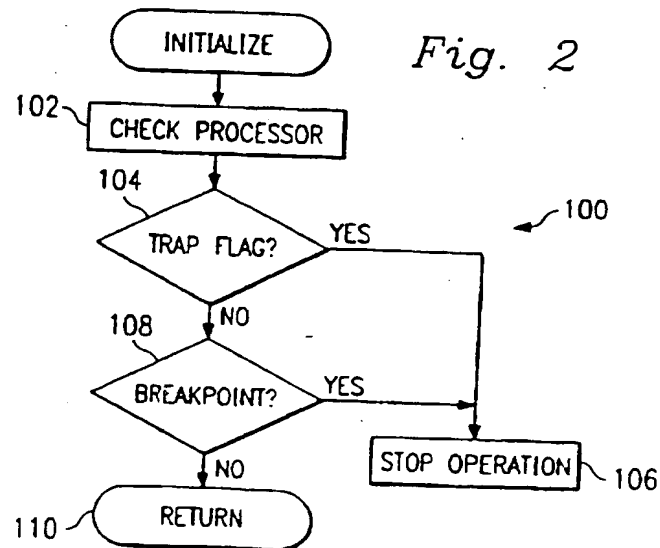 INITIALIZE
Fig. 2
102
CHECK PROCESSOR
104
100
TRAP FLAG?
YES
NO
108
BREAKPOINT?
YES
NO
STOP OPERATION
106
110
RETURN